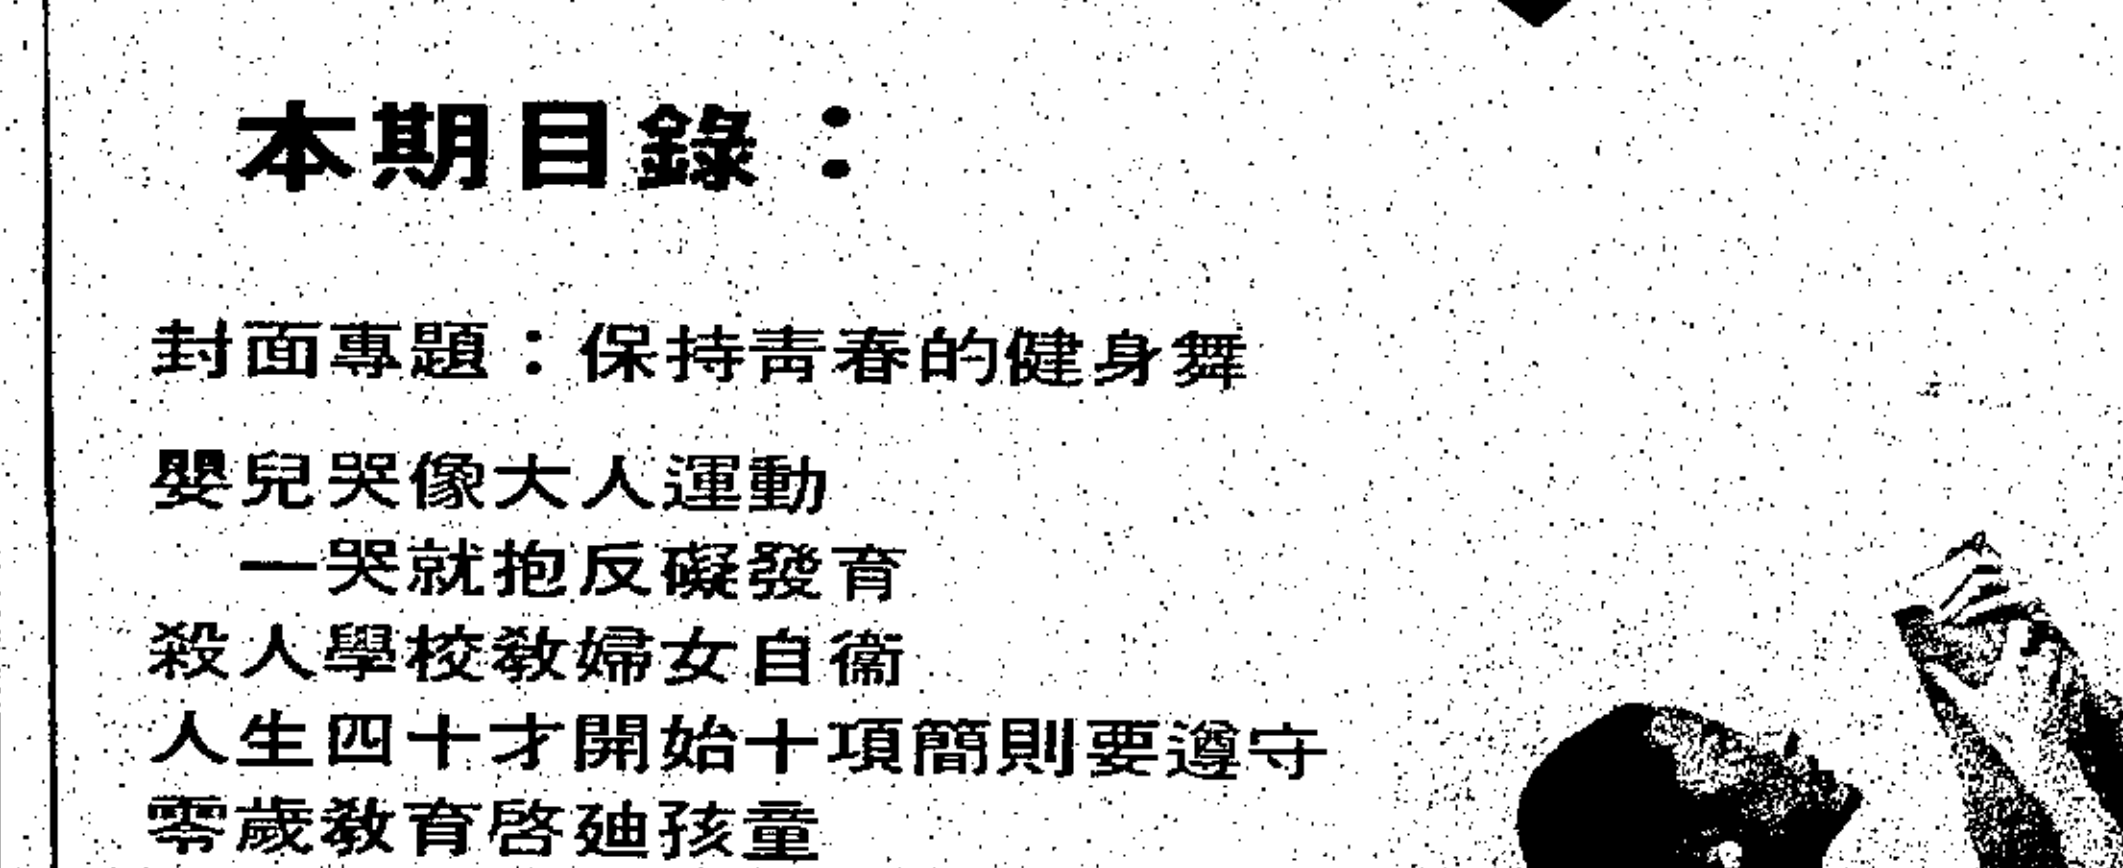 本期目錄：
封面專題：保持青春的健身舞
嬰兒哭像大人運動
一哭就抱反礙發育
殺人學校教婦女自衞
人生四十才開始十項簡則要遵守
零歲教育啓廸孩童